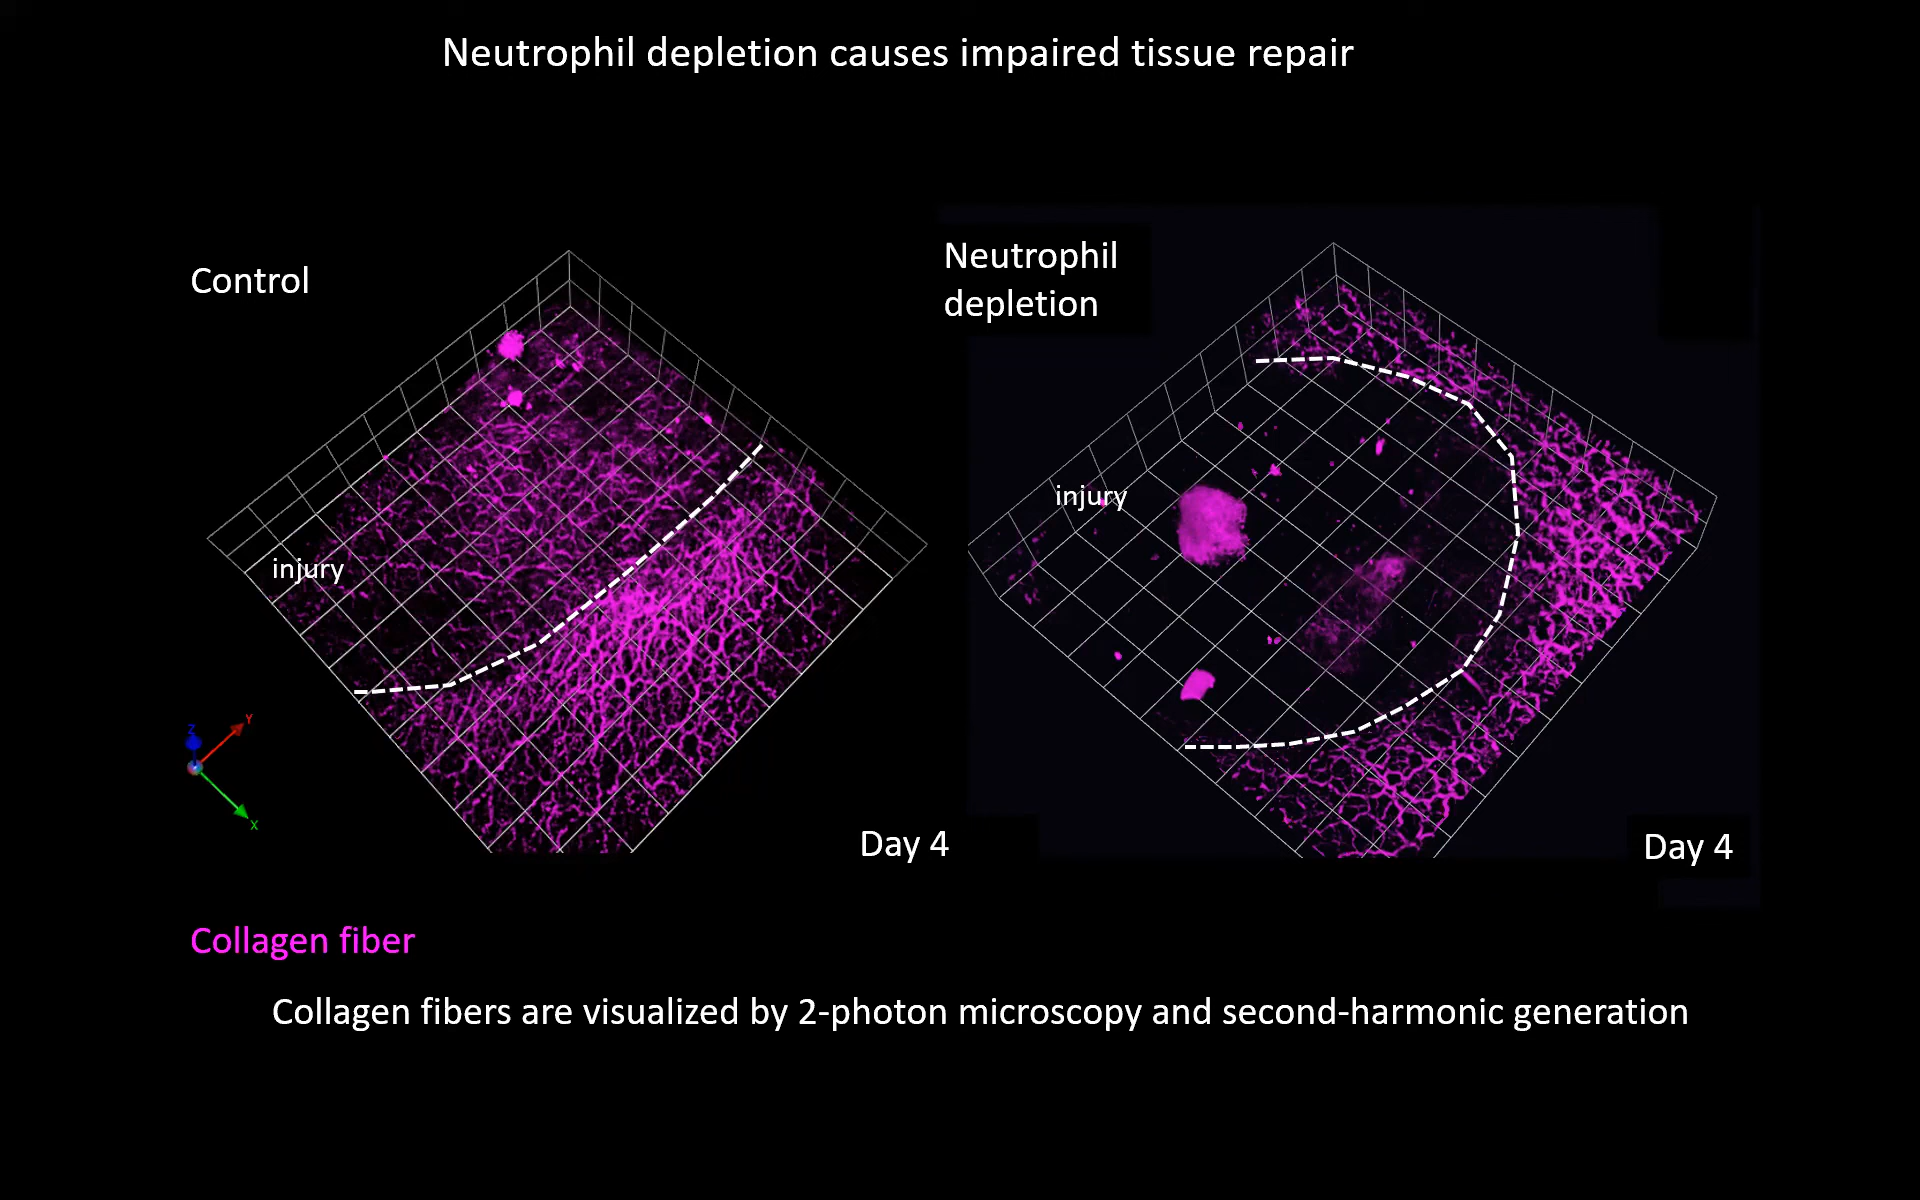 Neutrophil depletion causes impaired tissue repair
Control
Neutrophil
depletion
injury
injury
Z
Y
X
Day 4
Day 4
Collagen fiber
Collagen fibers are visualized by 2-photon microscopy and second-harmonic generation